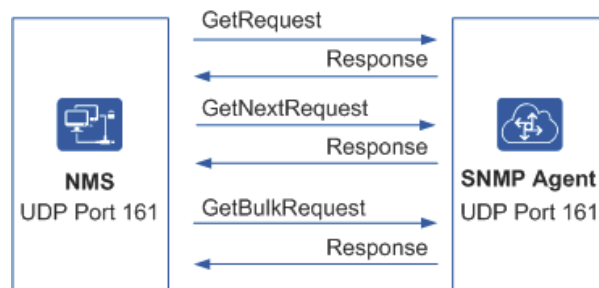 GetRequest
Response
GetNextRequest
Response
NMS
UDP Port 161
SNMP Agent
UDP Port 161
GetBulkRequest
Response